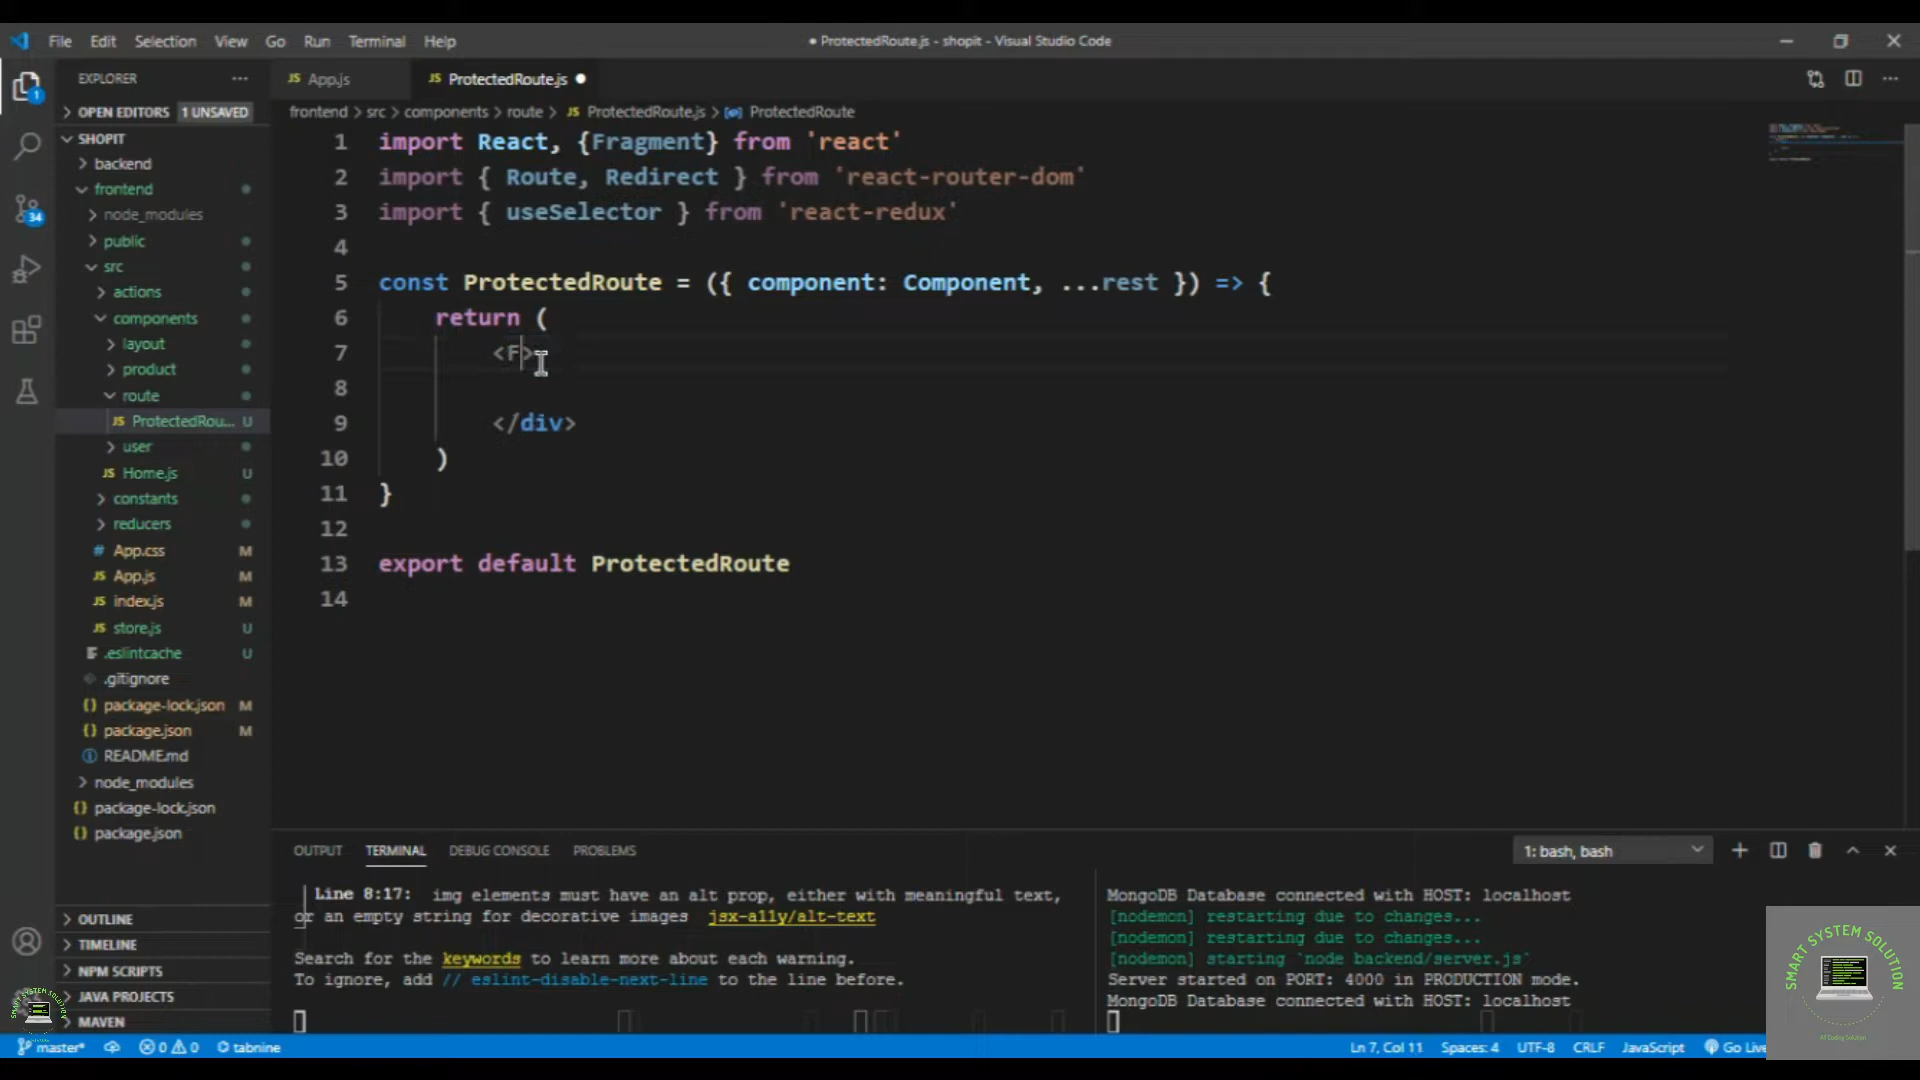 File Edit Selection View Go Run Terminal Help
● ProtectedRoute.js - shopit - Visual Studio Code
EXPLORER
OPEN EDITORS 1 UNSAVED
SHOPIT
backend
frontend
node_modules
public
src
actions
components
layout
product
route
JS ProtectedRou... U
user
JS Home.js U
constants
reducers
# App.css M
JS App.js M
JS index.js M
JS store.js U
.eslintcache U
.gitignore
{} package-lock.json M
{} package.json M
README.md
node_modules
{} package-lock.json
{} package.json
OUTLINE
TIMELINE
NPM SCRIPTS
JAVA PROJECTS
MAVEN
1
34
JS App.js JS ProtectedRoute.js ●
frontend > src > components > route > JS ProtectedRoute.js > ProtectedRoute
1 import React, {Fragment} from 'react'
2 import { Route, Redirect } from 'react-router-dom'
3 import { useSelector } from 'react-redux'
4
5 const ProtectedRoute = ({ component: Component, ...rest }) => {
6 return (
7 <F>
8
9 </div>
10 )
11 }
12
13 export default ProtectedRoute
14
OUTPUT TERMINAL DEBUG CONSOLE PROBLEMS
1: bash, bash
Line 8:17: img elements must have an alt prop, either with meaningful text,
or an empty string for decorative images jsx-a11y/alt-text
Search for the keywords to learn more about each warning.
To ignore, add // eslint-disable-next-line to the line before.
MongoDB Database connected with HOST: localhost
[nodemon] restarting due to changes...
[nodemon] restarting due to changes...
[nodemon] starting `node backend/server.js`
Server started on PORT: 4000 in PRODUCTION mode.
MongoDB Database connected with HOST: localhost
SMART SYSTEM SOLUTION
All Coding Solution
master* 0 0 tabnine
Ln 7, Col 11 Spaces: 4 UTF-8 CRLF JavaScript Go Live